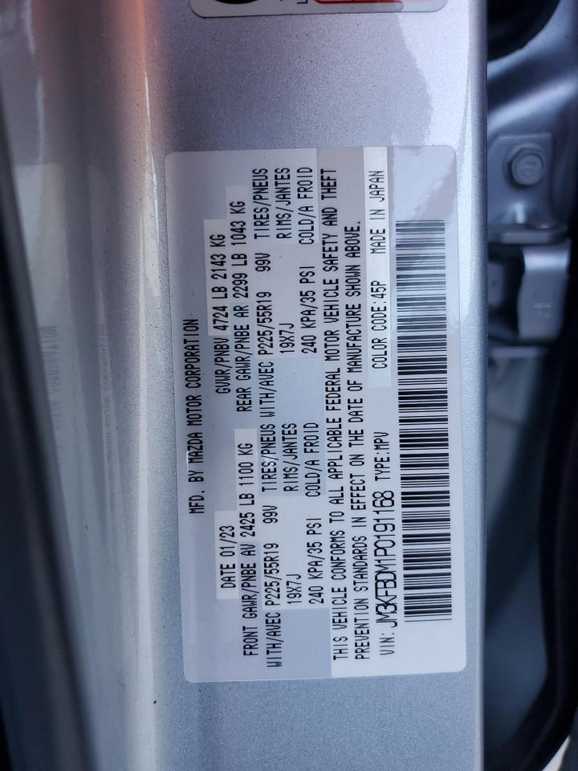 MFD. BY MAZDA MOTOR CORPORATION
DATE 01/23 GVWR/PNBV 4724 LB 2143 KG
FRONT GAWR/PNBE AV 2425 LB 1100 KG REAR GAWR/PNBE AR 2299 LB 1043 KG
WITH/AVEC P225/55R19 99V TIRES/PNEUS WITH/AVEC P225/55R19 99V TIRES/PNEUS
19X7J RIMS/JANTES 19X7J RIMS/JANTES
240 KPA/35 PSI COLD/A FROID 240 KPA/35 PSI COLD/A FROID
THIS VEHICLE CONFORMS TO ALL APPLICABLE FEDERAL MOTOR VEHICLE SAFETY AND THEFT
PREVENTION STANDARDS IN EFFECT ON THE DATE OF MANUFACTURE SHOWN ABOVE.
VIN: JM3KFBDM1P0191168 TYPE:MPV COLOR CODE:45P MADE IN JAPAN